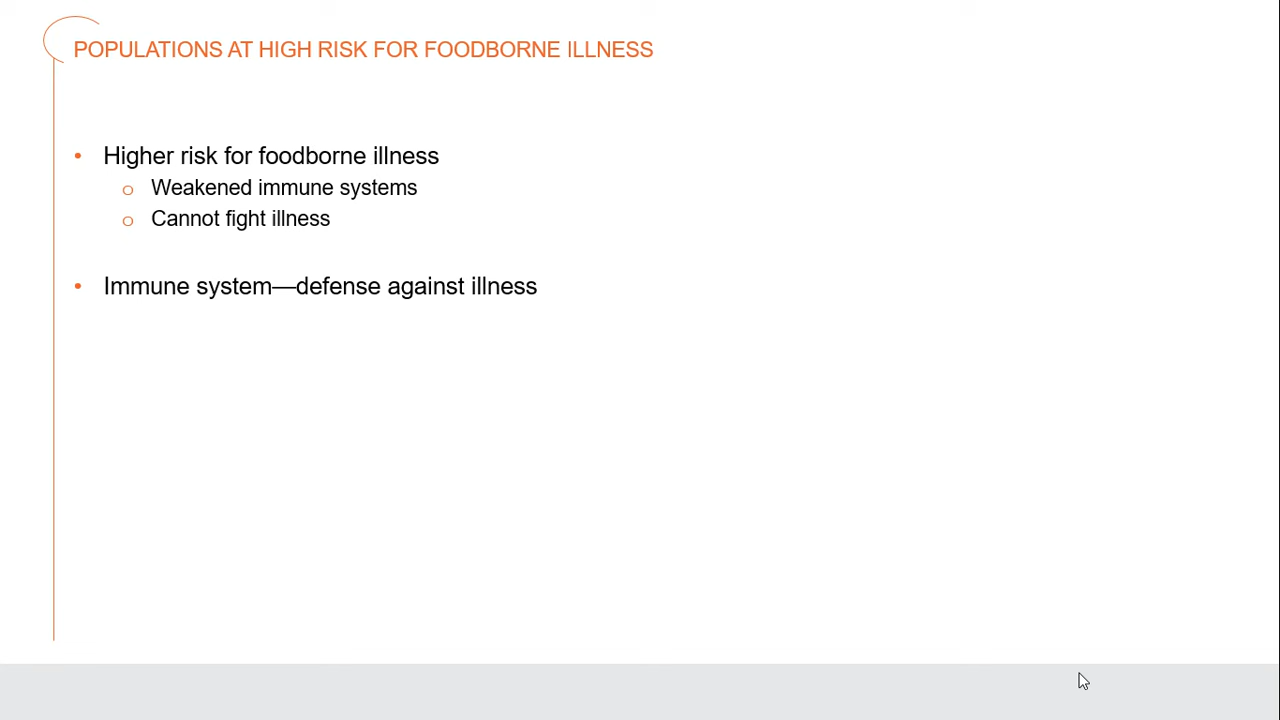 POPULATIONS AT HIGH RISK FOR FOODBORNE ILLNESS
• Higher risk for foodborne illness
o Weakened immune systems
o Cannot fight illness
• Immune system—defense against illness